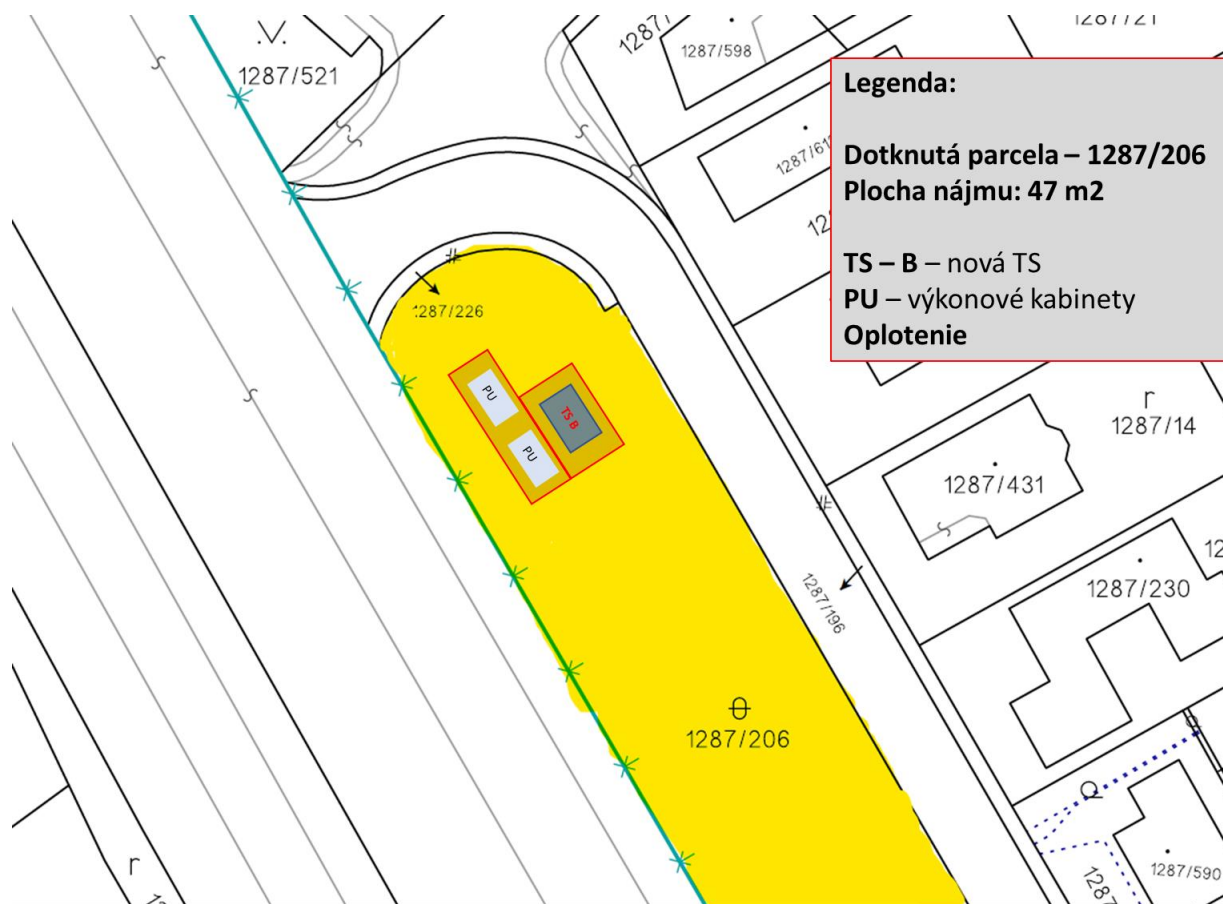 1287/521
1287/598
1287/21
Legenda:
Dotknutá parcela – 1287/206
Plocha nájmu: 47 m2
TS – B – nová TS
PU – výkonové kabinety
Oplotenie
1287/226
PU
TS B
PU
r
1287/14
1287/431
1287/230
1287/196
1287/206
r
1287/590
1287